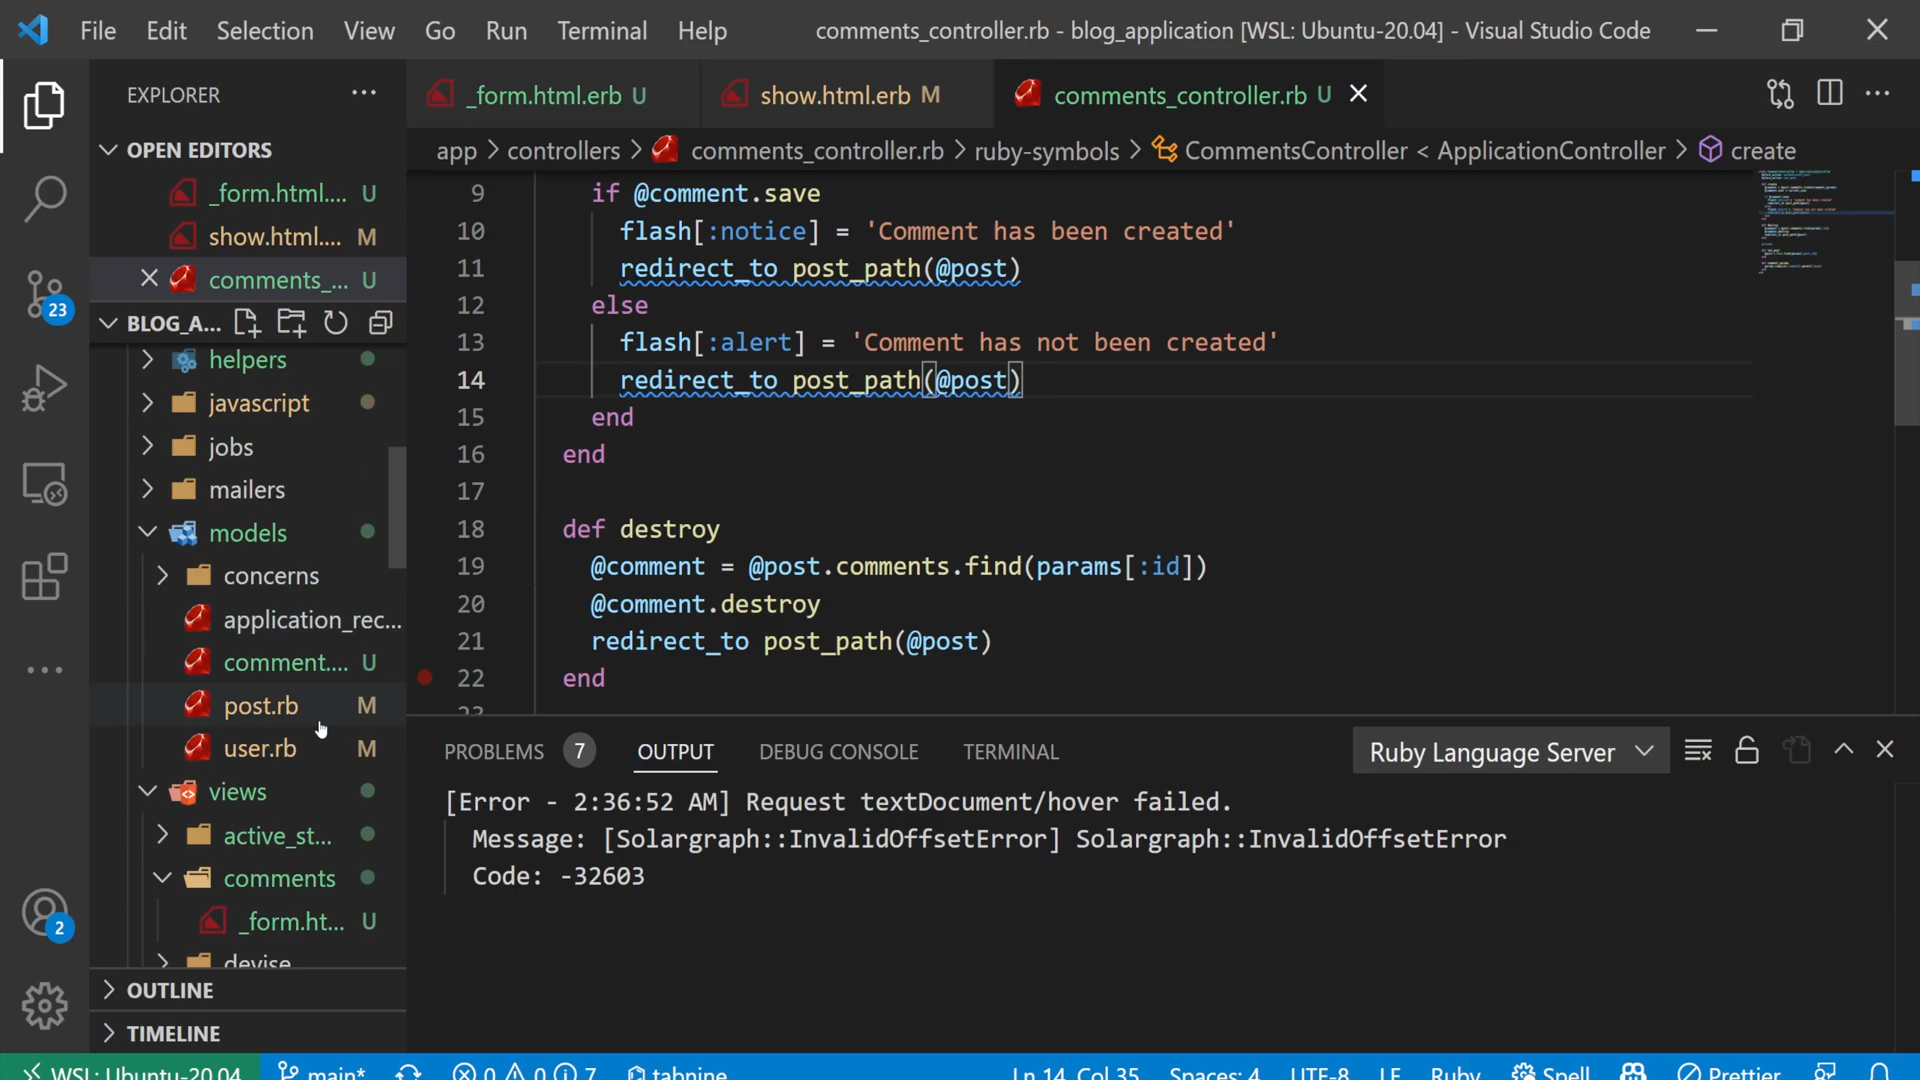 File Edit Selection View Go Run Terminal Help comments_controller.rb - blog_application [WSL: Ubuntu-20.04] - Visual Studio Code
EXPLORER ...
_form.html.erb U show.html.erb M comments_controller.rb U
app > controllers > comments_controller.rb > ruby-symbols > CommentsController < ApplicationController > create
OPEN EDITORS
_form.html.... U
show.html.... M
comments_... U
BLOG_A...
helpers
javascript
jobs
mailers
models
concerns
application_rec...
comment.... U
post.rb M
user.rb M
views
active_st...
comments
_form.ht... U
devise
OUTLINE
TIMELINE
23
2
9 if @comment.save
10 flash[:notice] = 'Comment has been created'
11 redirect_to post_path(@post)
12 else
13 flash[:alert] = 'Comment has not been created'
14 redirect_to post_path(@post)
15 end
16 end
17
18 def destroy
19 @comment = @post.comments.find(params[:id])
20 @comment.destroy
21 redirect_to post_path(@post)
22 end
23
PROBLEMS 7 OUTPUT DEBUG CONSOLE TERMINAL Ruby Language Server
[Error - 2:36:52 AM] Request textDocument/hover failed.
Message: [Solargraph::InvalidOffsetError] Solargraph::InvalidOffsetError
Code: -32603
WSL: Ubuntu-20.04 main* 0 0 7 tabnine Ln 14, Col 35 Spaces: 4 UTF-8 LF Ruby Spell Prettier